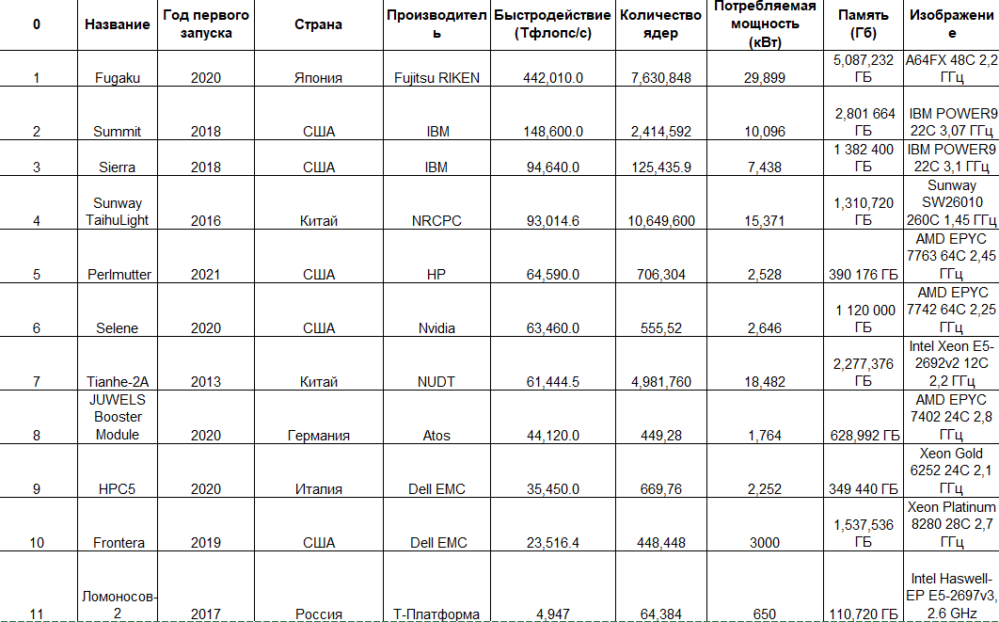 0 Название Год первого запуска Страна Производитель Быстродействие (Тфлопс/с) Количество ядер Потребляемая мощность (кВт) Память (Гб) Изображение
1 Fugaku 2020 Япония Fujitsu RIKEN 442,010.0 7,630,848 29,899 5,087,232 ГБ A64FX 48C 2,2 ГГц
2 Summit 2018 США IBM 148,600.0 2,414,592 10,096 2,801 664 ГБ IBM POWER9 22C 3,07 ГГц
3 Sierra 2018 США IBM 94,640.0 125,435.9 7,438 1 382 400 ГБ IBM POWER9 22C 3,1 ГГц
4 Sunway TaihuLight 2016 Китай NRCPC 93,014.6 10,649,600 15,371 1,310,720 ГБ Sunway SW26010 260C 1,45 ГГц
5 Perlmutter 2021 США HP 64,590.0 706,304 2,528 390 176 ГБ AMD EPYC 7763 64C 2,45 ГГц
6 Selene 2020 США Nvidia 63,460.0 555,52 2,646 1 120 000 ГБ AMD EPYC 7742 64C 2,25 ГГц
7 Tianhe-2A 2013 Китай NUDT 61,444.5 4,981,760 18,482 2,277,376 ГБ Intel Xeon E5-2692v2 12C 2,2 ГГц
8 JUWELS Booster Module 2020 Германия Atos 44,120.0 449,28 1,764 628,992 ГБ AMD EPYC 7402 24C 2,8 ГГц
9 HPC5 2020 Италия Dell EMC 35,450.0 669,76 2,252 349 440 ГБ Xeon Gold 6252 24C 2,1 ГГц
10 Frontera 2019 США Dell EMC 23,516.4 448,448 3000 1,537,536 ГБ Xeon Platinum 8280 28C 2,7 ГГц
11 Ломоносов-2 2017 Россия Т-Платформа 4,947 64,384 650 110,720 ГБ Intel Haswell-EP E5-2697v3, 2.6 GHz